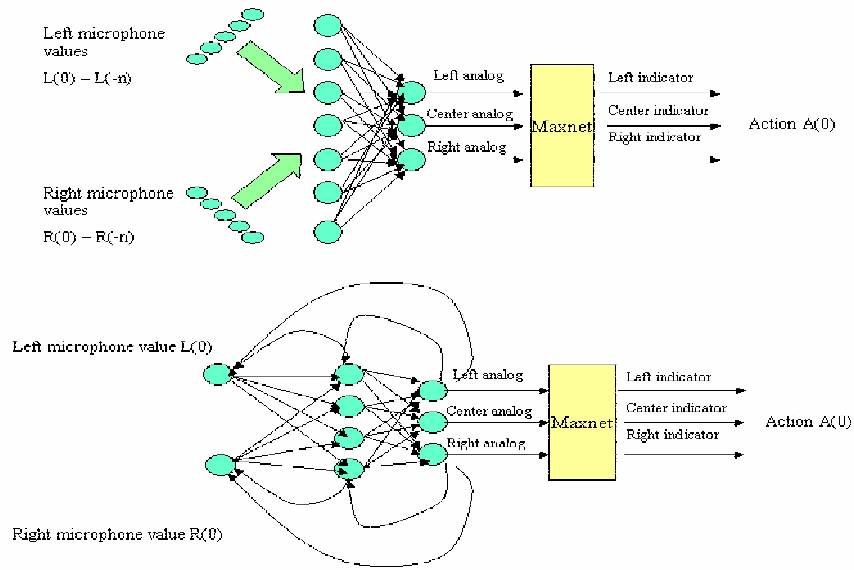 Left microphone
values
L(0) – L(-n)
Right microphone
values
R(0) – R(-n)
Left analog
Center analog
Right analog
Maxnet
Left indicator
Center indicator
Right indicator
Action A(0)
Left microphone value L(0)
Right microphone value R(0)
Left analog
Center analog
Right analog
Maxnet
Left indicator
Center indicator
Right indicator
Action A(0)